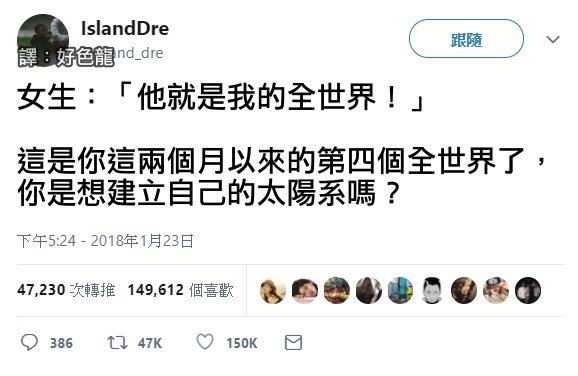 IslandDre
跟隨
譯：好色龍
nd_dre
女生：「他就是我的全世界！」
這是你這兩個月以來的第四個全世界了，
你是想建立自己的太陽系嗎？
下午5:24 - 2018年1月23日
47,230 次轉推 149,612 個喜歡
386 47K 150K